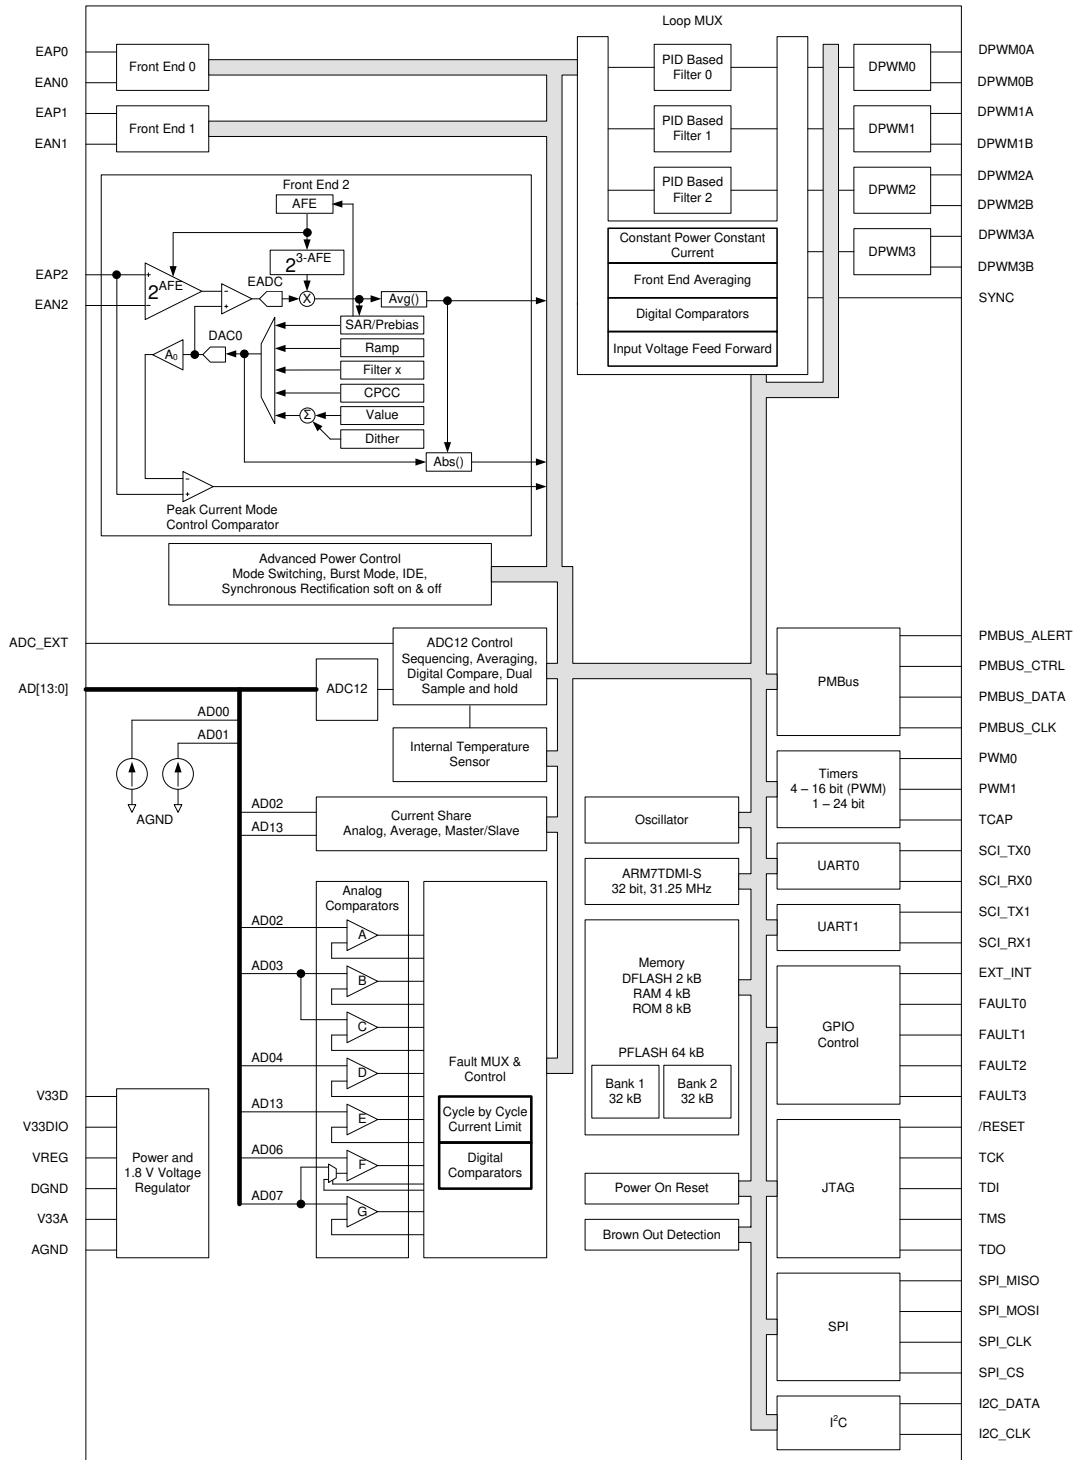 Loop MUX
EAP0
EAN0
EAP1
EAN1
Front End 0
Front End 1
PID Based
Filter 0
PID Based
Filter 1
PID Based
Filter 2
DPWM0
DPWM1
DPWM2
DPWM3
DPWM0A
DPWM0B
DPWM1A
DPWM1B
DPWM2A
DPWM2B
DPWM3A
DPWM3B
SYNC
Constant Power Constant
Current
Front End Averaging
Digital Comparators
Input Voltage Feed Forward
Front End 2
AFE
2^3-AFE
EAP2
EAN2
+
−
2^AFE
−
+
EADC
X
Avg()
DAC0
A0
SAR/Prebias
Ramp
Filter x
CPCC
Value
Σ
Dither
Abs()
−
+
Peak Current Mode
Control Comparator
Advanced Power Control
Mode Switching, Burst Mode, IDE,
Synchronous Rectification soft on & off
ADC_EXT
AD[13:0]
ADC12 Control
Sequencing, Averaging,
Digital Compare, Dual
Sample and hold
ADC12
AD00
AD01
AGND
Internal Temperature
Sensor
AD02
AD13
Current Share
Analog, Average, Master/Slave
Analog
Comparators
AD02
A
AD03
B
C
AD04
D
AD13
E
AD06
F
AD07
G
Fault MUX &
Control
Cycle by Cycle
Current Limit
Digital
Comparators
V33D
V33DIO
VREG
DGND
V33A
AGND
Power and
1.8 V Voltage
Regulator
Oscillator
ARM7TDMI-S
32 bit, 31.25 MHz
Memory
DFLASH 2 kB
RAM 4 kB
ROM 8 kB
PFLASH 64 kB
Bank 1
32 kB
Bank 2
32 kB
Power On Reset
Brown Out Detection
PMBus
PMBUS_ALERT
PMBUS_CTRL
PMBUS_DATA
PMBUS_CLK
Timers
4 – 16 bit (PWM)
1 – 24 bit
PWM0
PWM1
TCAP
UART0
SCI_TX0
SCI_RX0
UART1
SCI_TX1
SCI_RX1
GPIO
Control
EXT_INT
FAULT0
FAULT1
FAULT2
FAULT3
JTAG
/RESET
TCK
TDI
TMS
TDO
SPI
SPI_MISO
SPI_MOSI
SPI_CLK
SPI_CS
I²C
I2C_DATA
I2C_CLK